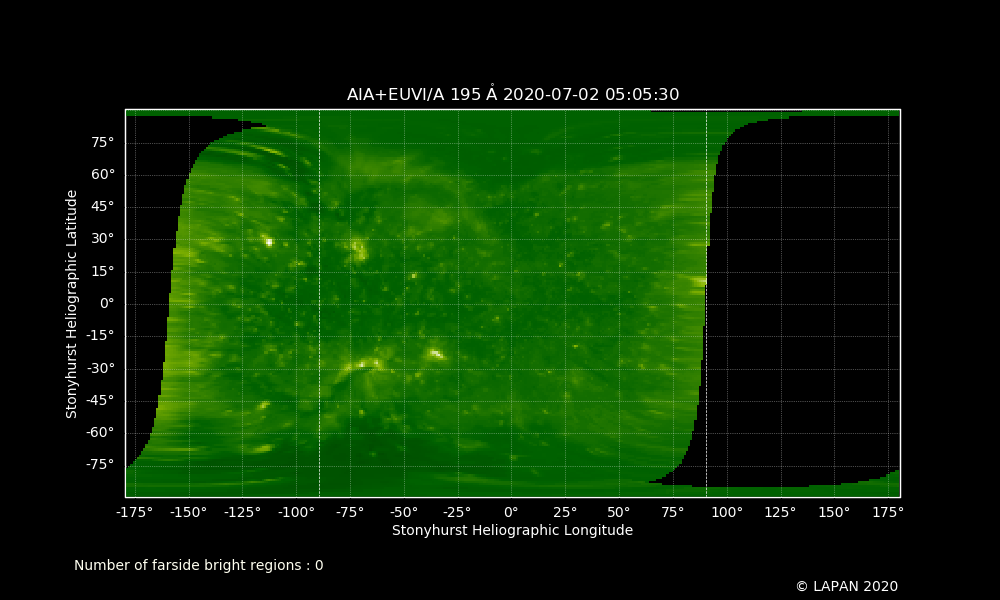 AIA+EUVI/A 195 Å 2020-07-02 05:05:30
Stonyhurst Heliographic Latitude
75°
60°
45°
30°
15°
0°
-15°
-30°
-45°
-60°
-75°
-175° -150° -125° -100° -75° -50° -25° 0° 25° 50° 75° 100° 125° 150° 175°
Stonyhurst Heliographic Longitude
Number of farside bright regions : 0
© LAPAN 2020